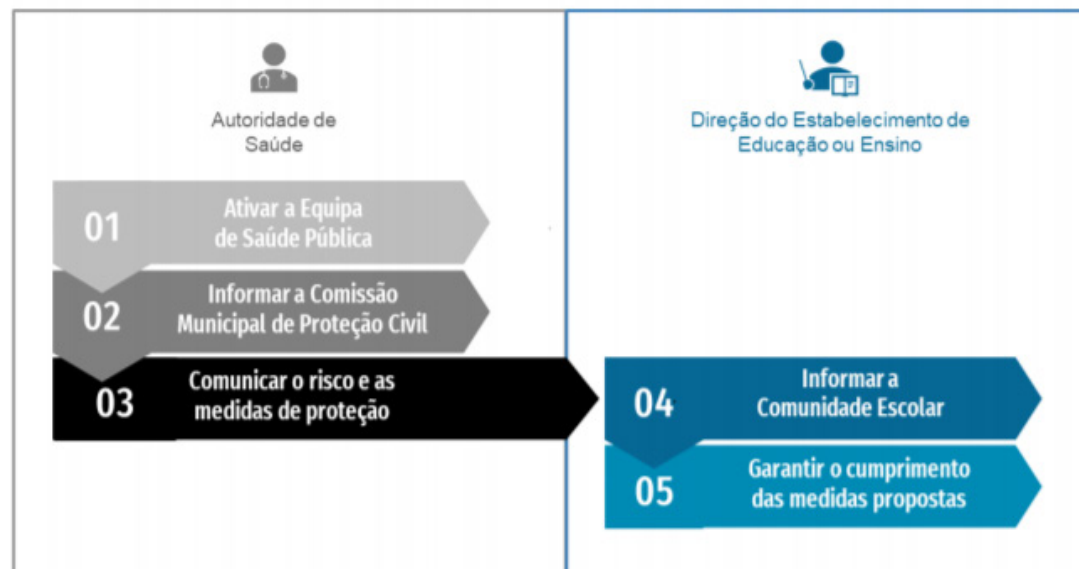 Autoridade de
Saúde
Direção do Estabelecimento de
Educação ou Ensino
01
Ativar a Equipa
de Saúde Pública
02
Informar a Comissão
Municipal de Proteção Civil
03
Comunicar o risco e as
medidas de proteção
04
Informar a
Comunidade Escolar
05
Garantir o cumprimento
das medidas propostas